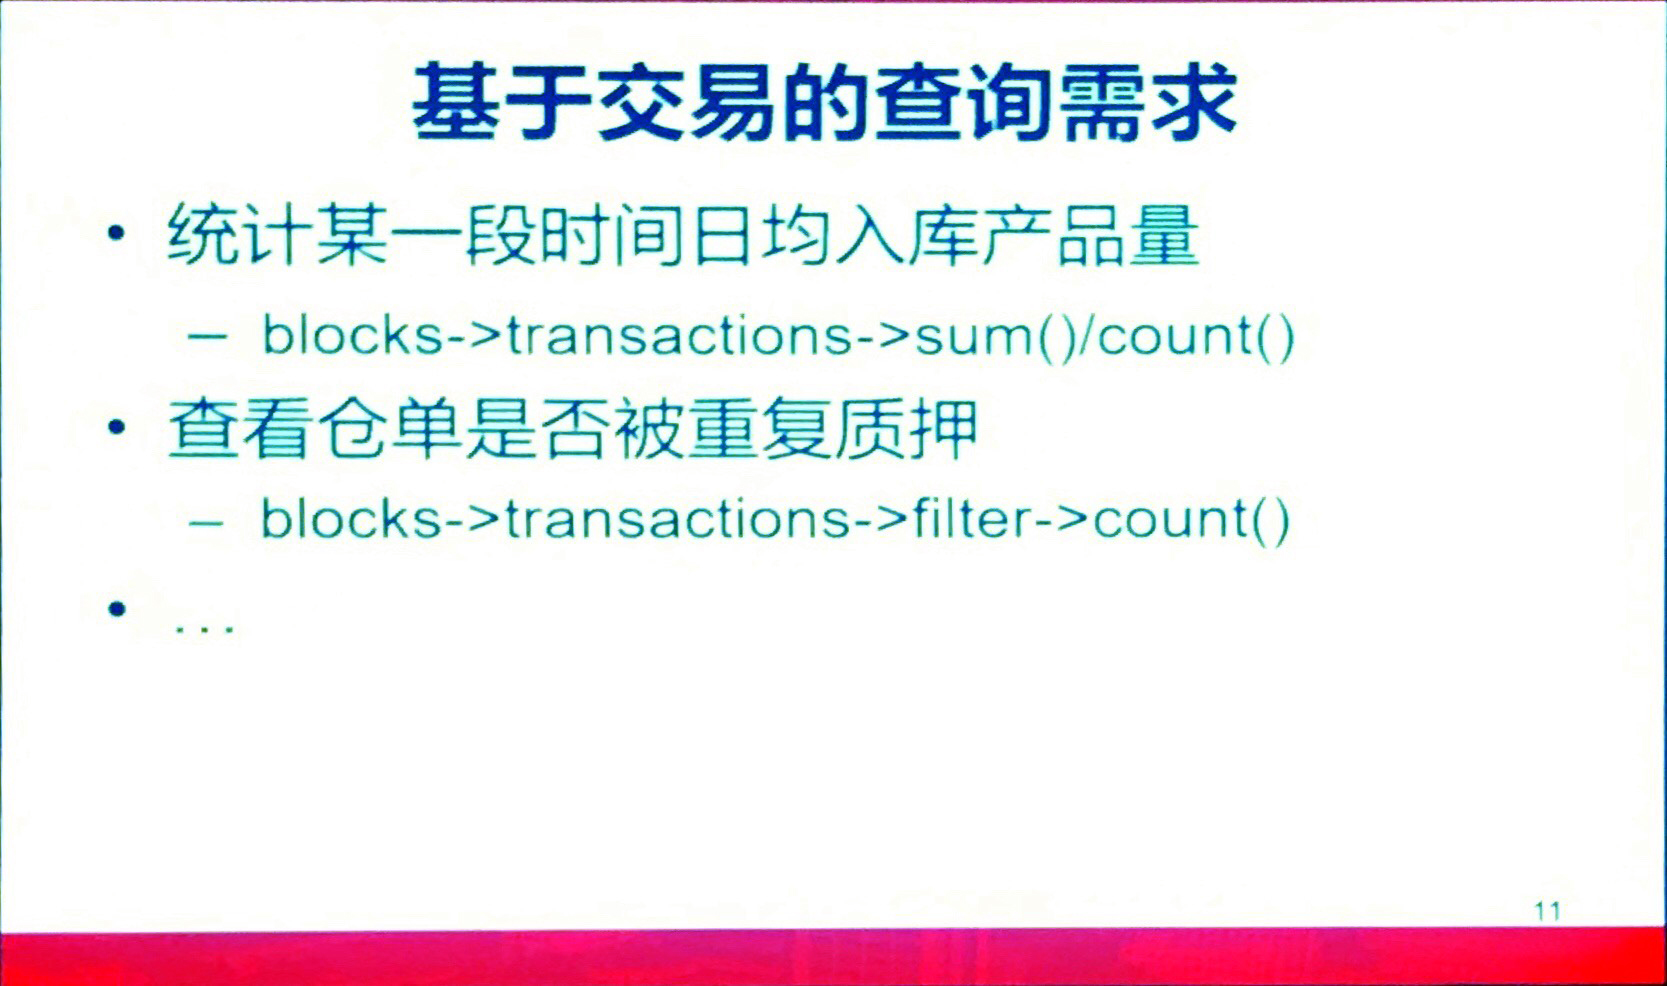 基于交易的查询需求
• 统计某一段时间日均入库产品量
– blocks->transactions->sum()/count()
• 查看仓单是否被重复质押
– blocks->transactions->filter->count()
• ...
11